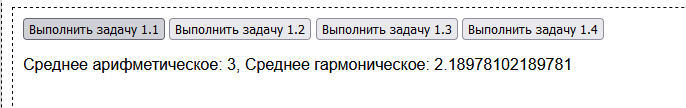 Выполнить задачу 1.1 Выполнить задачу 1.2 Выполнить задачу 1.3 Выполнить задачу 1.4
Среднее арифметическое: 3, Среднее гармоническое: 2.18978102189781